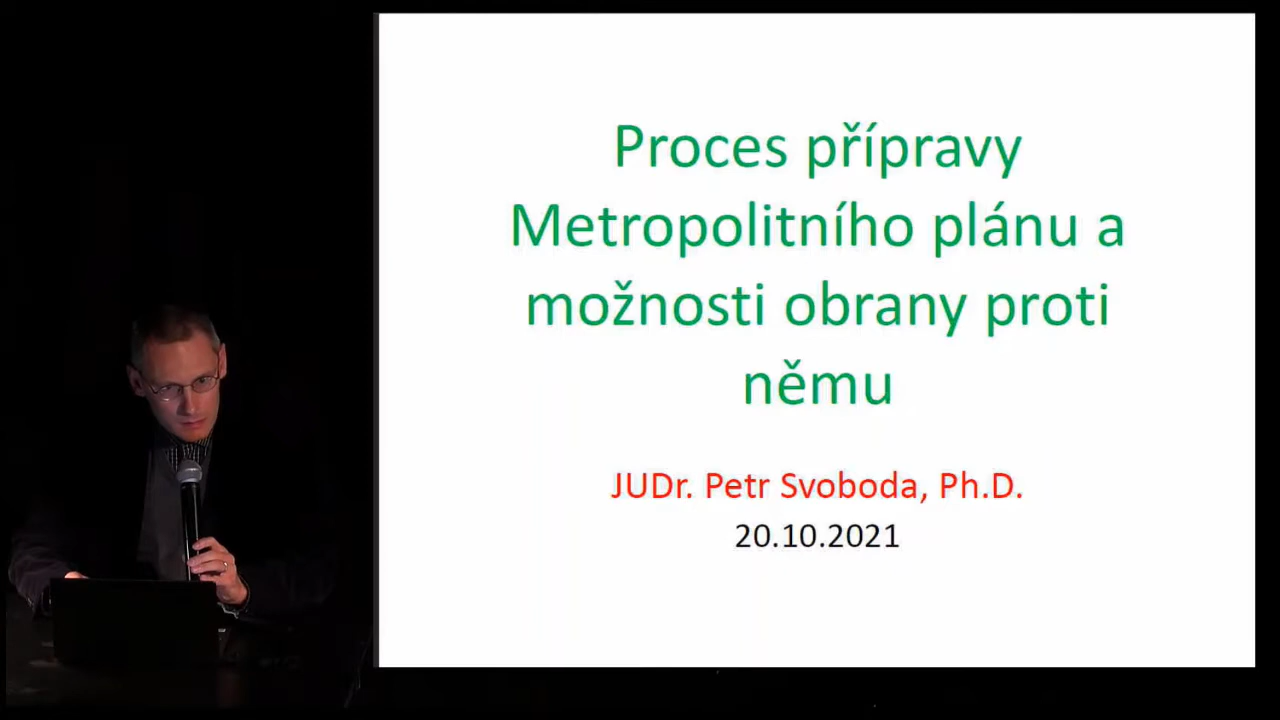 Proces přípravy
Metropolitního plánu a
možnosti obrany proti
němu
JUDr. Petr Svoboda, Ph.D.
20.10.2021